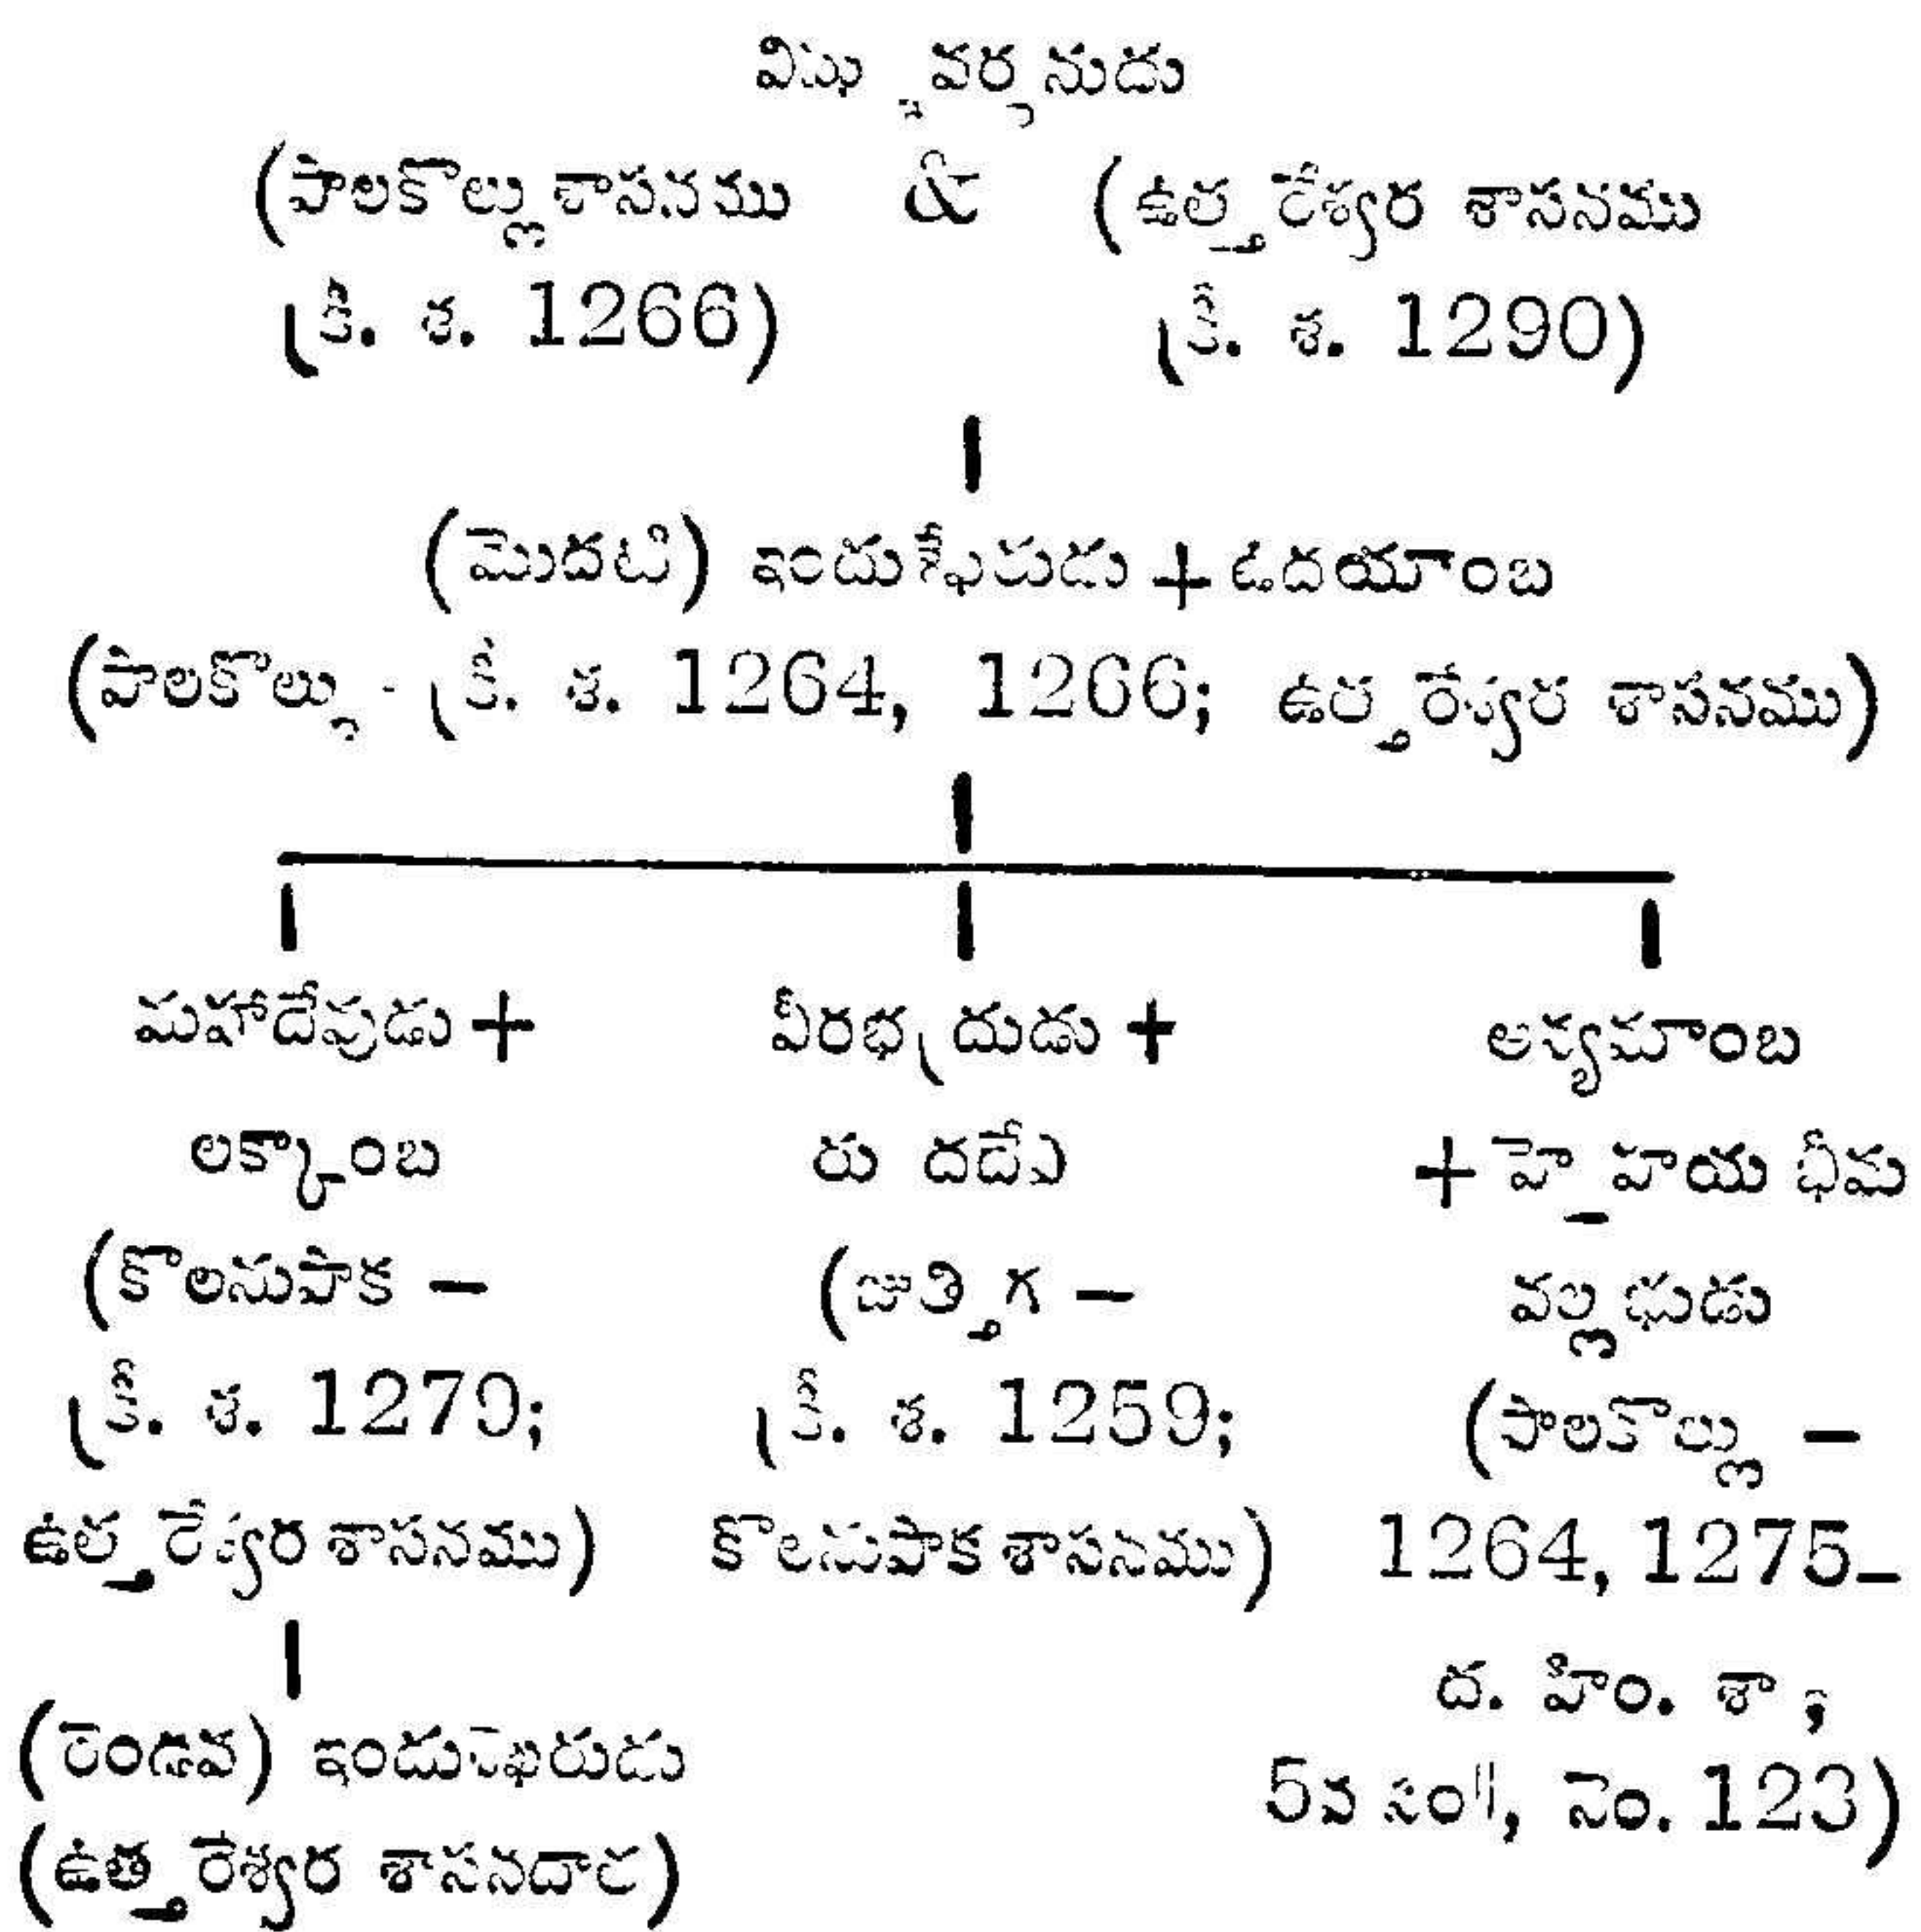 విష్ణువర్ధనుడు
(పాలకొల్లు శాసనము & (ఉత్తరేశ్వర శాసనము
క్రీ. శ. 1266) క్రీ. శ. 1290)
(మొదటి) ఇందుశేఖరుడు + ఉదయాంబ
(పాలకొల్లు - క్రీ. శ. 1264, 1266; ఉత్తరేశ్వర శాసనము)
మహాదేవుడు + వీరభద్రుడు + అన్యమాంబ
లక్కాంబ రుద్రదేవి + హైహయ భీమ
(కొలనుపాక – (జుత్తిగ – వల్లభుడు
క్రీ. శ. 1279; క్రీ. శ. 1259; (పాలకొల్లు –
ఉత్తరేశ్వర శాసనము) కొలనుపాక శాసనము) 1264, 1275–
ద. హిం. శా ;
(రెండవ) ఇందుశేఖరుడు 5వ సం॥, నెం. 123)
(ఉత్తరేశ్వర శాసనదాత)